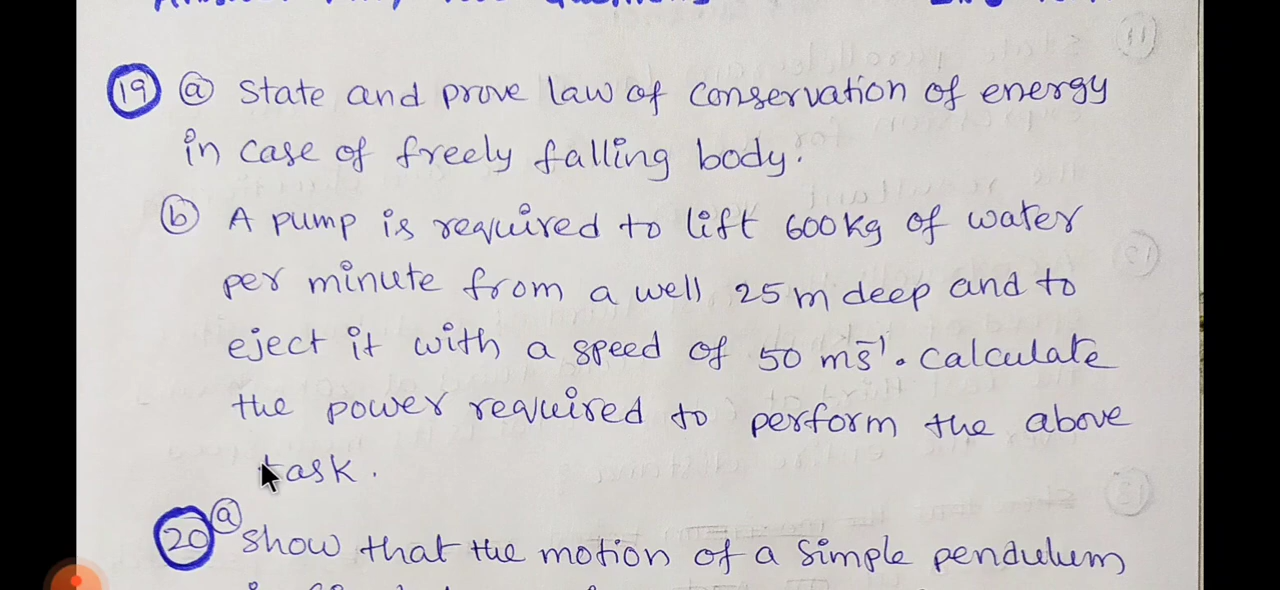 19 a State and prove law of conservation of energy
in case of freely falling body.
b A pump is required to lift 600kg of water
per minute from a well 25m deep and to
eject it with a speed of 50 ms⁻¹. Calculate
the power required to perform the above
task.
20 a Show that the motion of a simple pendulum